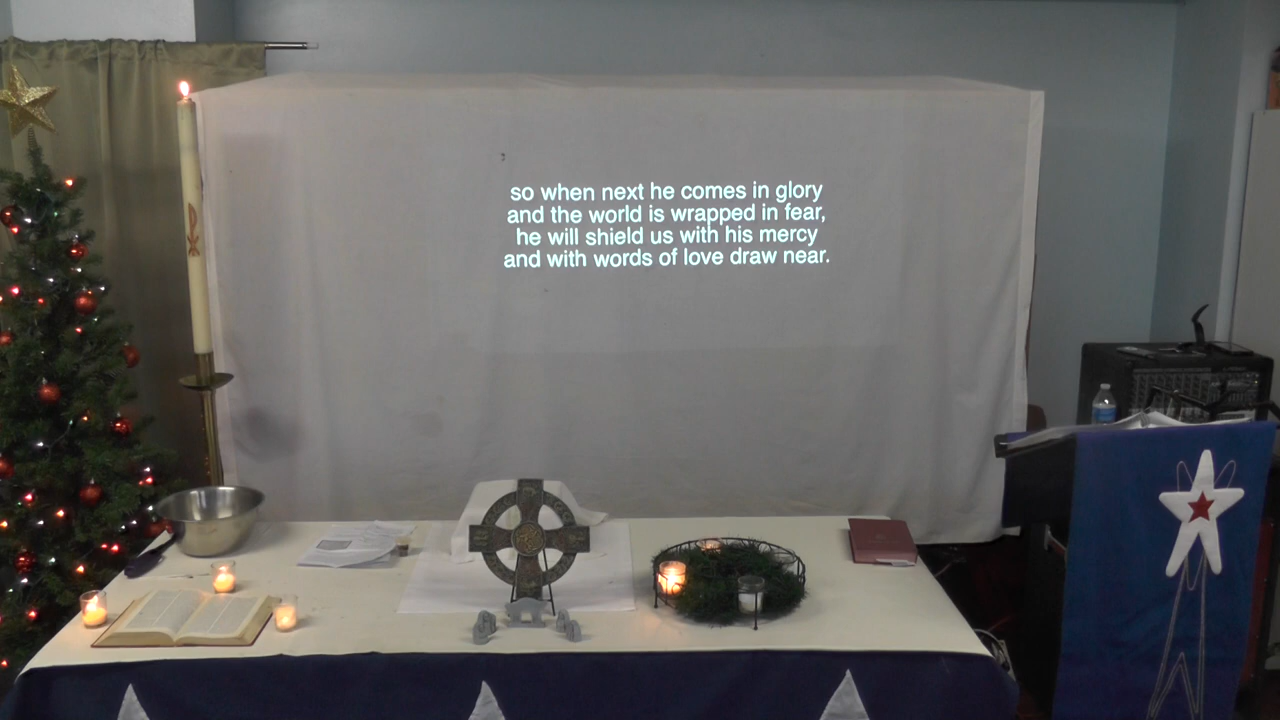 so when next he comes in glory
and the world is wrapped in fear,
he will shield us with his mercy
and with words of love draw near.